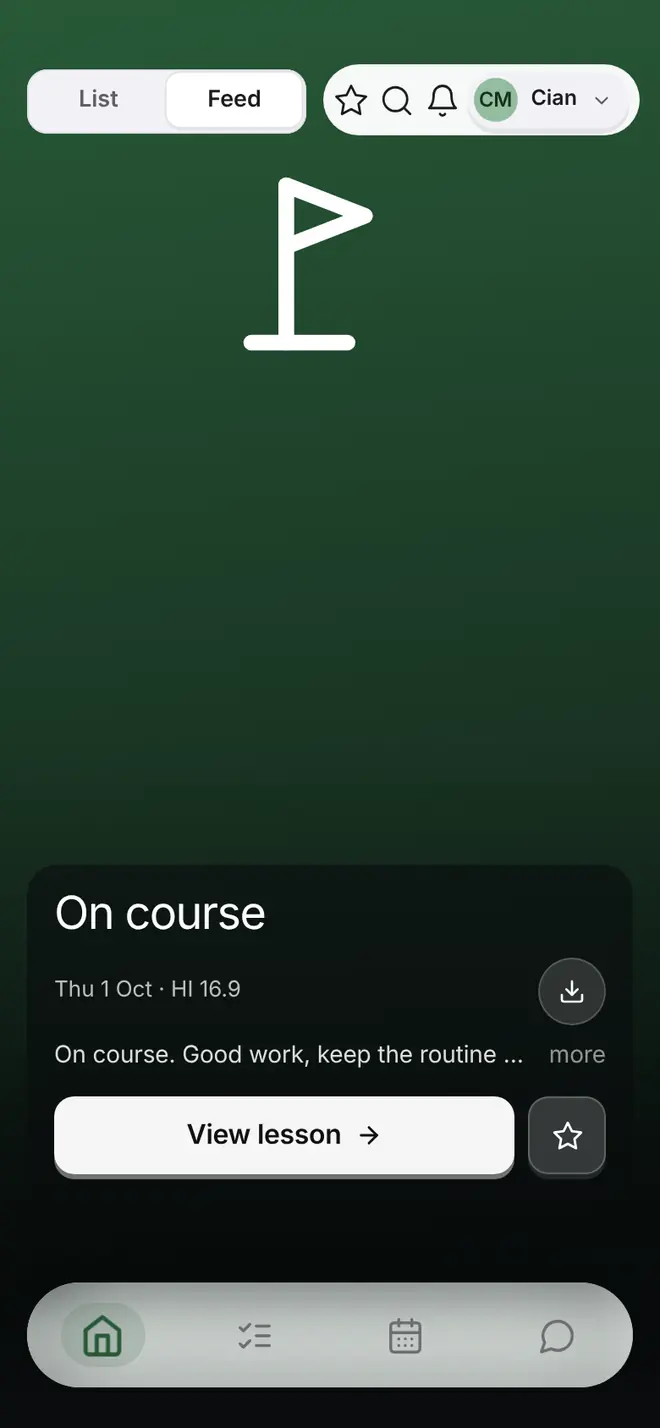 List Feed CM Cian
On course
Thu 1 Oct · HI 16.9
On course. Good work, keep the routine ... more
View lesson